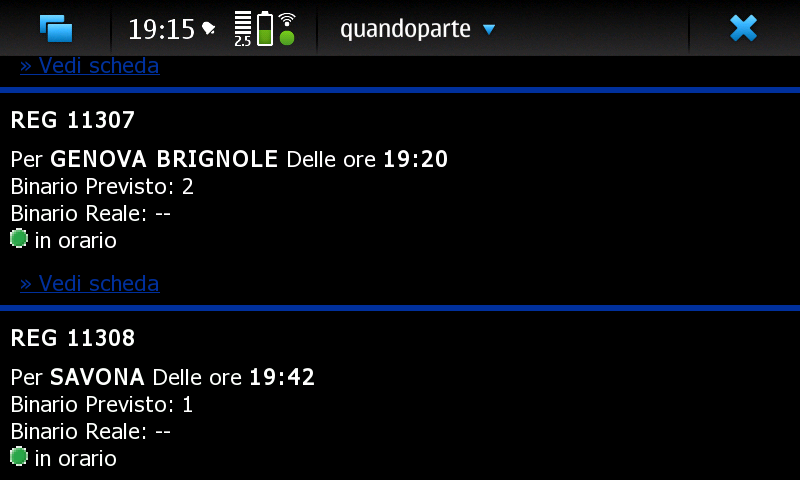 19:15 2.5 quandoparte
» Vedi scheda
REG 11307
Per GENOVA BRIGNOLE Delle ore 19:20
Binario Previsto: 2
Binario Reale: --
in orario
» Vedi scheda
REG 11308
Per SAVONA Delle ore 19:42
Binario Previsto: 1
Binario Reale: --
in orario